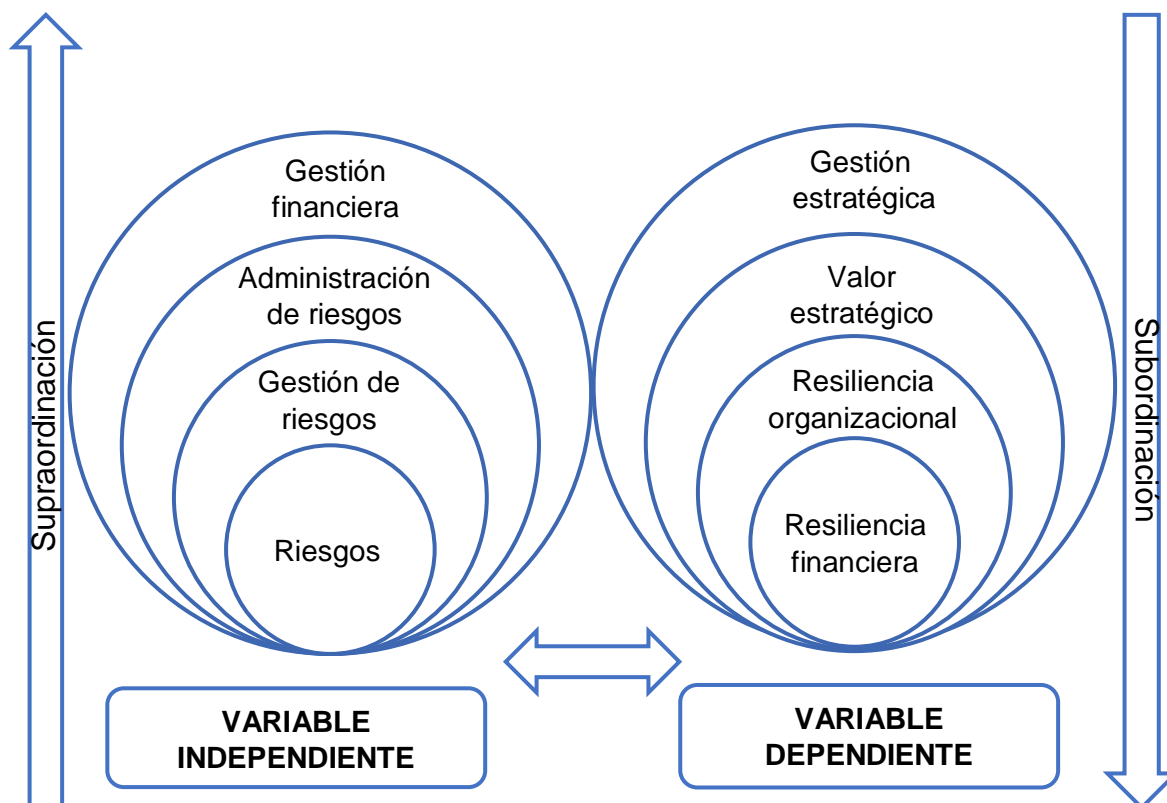 Supraordinación
Gestión
financiera
Administración
de riesgos
Gestión de
riesgos
Riesgos
VARIABLE
INDEPENDIENTE
Gestión
estratégica
Valor
estratégico
Resiliencia
organizacional
Resiliencia
financiera
VARIABLE
DEPENDIENTE
Subordinación